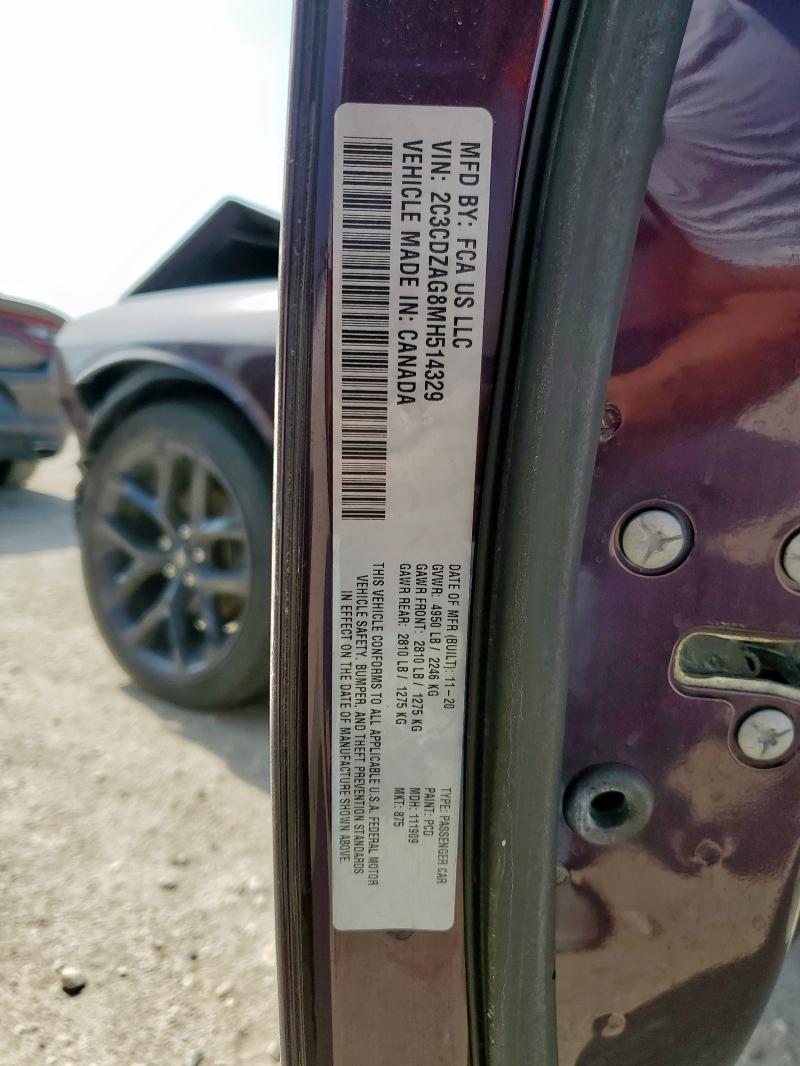 MFD BY: FCA US LLC
VIN: 2C3CDZAG8MH514329
VEHICLE MADE IN: CANADA
DATE OF MFR (BUILT): 11-20
GVWR: 4950 LB / 2246 KG
GAWR FRONT: 2810 LB / 1275 KG
GAWR REAR: 2810 LB / 1275 KG
TYPE: PASSENGER CAR
PAINT: PCD
MDH: 111909
MKT: 875
THIS VEHICLE CONFORMS TO ALL APPLICABLE U.S.A. FEDERAL MOTOR
VEHICLE SAFETY, BUMPER, AND THEFT PREVENTION STANDARDS
IN EFFECT ON THE DATE OF MANUFACTURE SHOWN ABOVE.